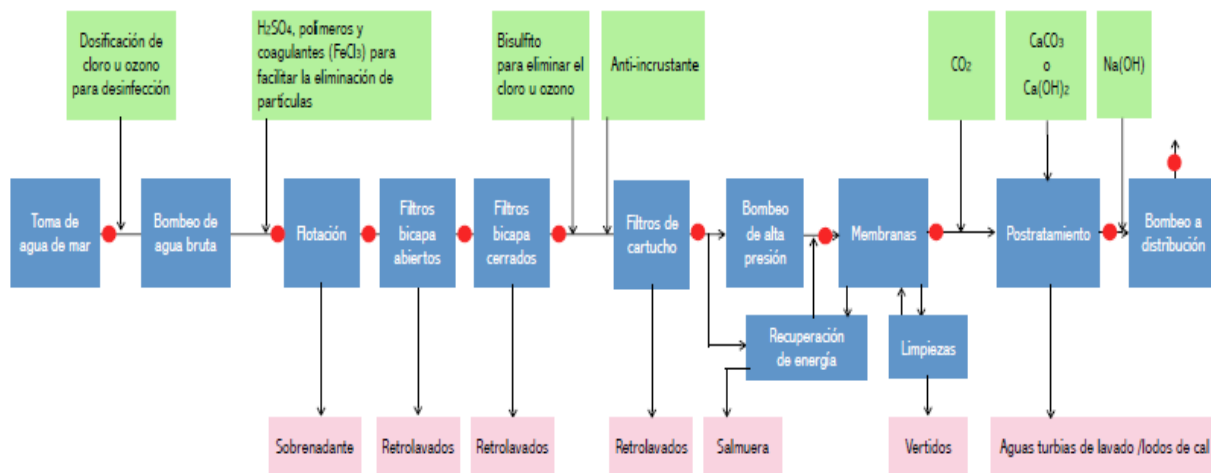 Dosificación de
cloro u ozono
para desinfección
H₂SO₄, polímeros y
coagulantes (FeCl₃) para
facilitar la eliminación de
partículas
Bisulfito
para eliminar el
cloro u ozono
Anti-incrustante
CO₂
CaCO₃
o
Ca(OH)₂
Na(OH)
Toma de
agua de mar
Bombeo de
agua bruta
Flotación
Filtros
bicapa
abiertos
Filtros
bicapa
cerrados
Filtros de
cartucho
Bombeo
de alta
presión
Membranas
Postratamiento
Bombeo a
distribución
Recuperación
de energía
Limpiezas
Sobrenadante
Retrolavados
Retrolavados
Retrolavados
Salmuera
Vertidos
Aguas turbias de lavado /lodos de cal